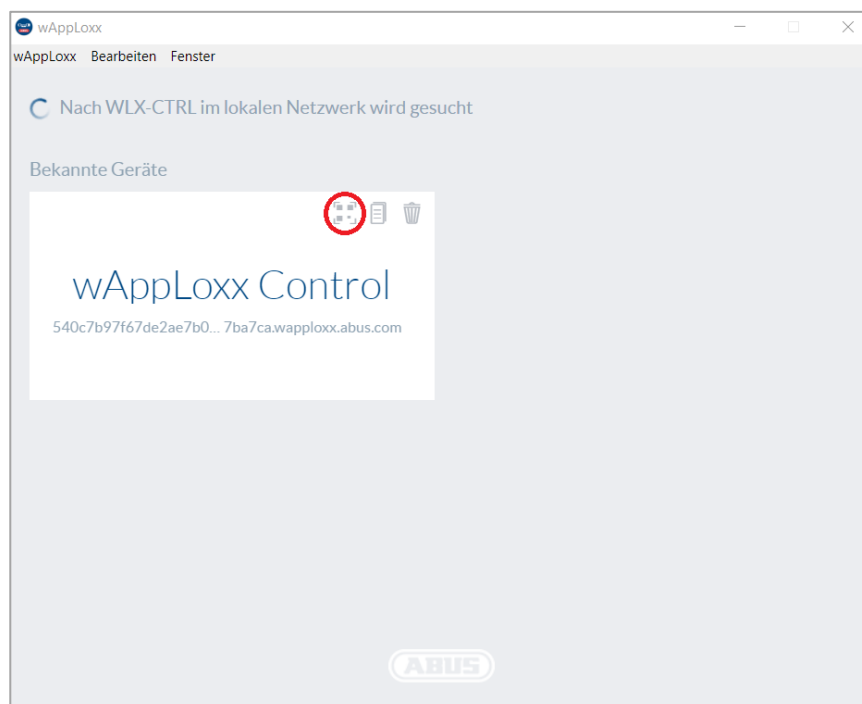 wAppLoxx
wAppLoxx Bearbeiten Fenster
Nach WLX-CTRL im lokalen Netzwerk wird gesucht
Bekannte Geräte
wAppLoxx Control
540c7b97f67de2ae7b0... 7ba7ca.wapploxx.abus.com
ABUS